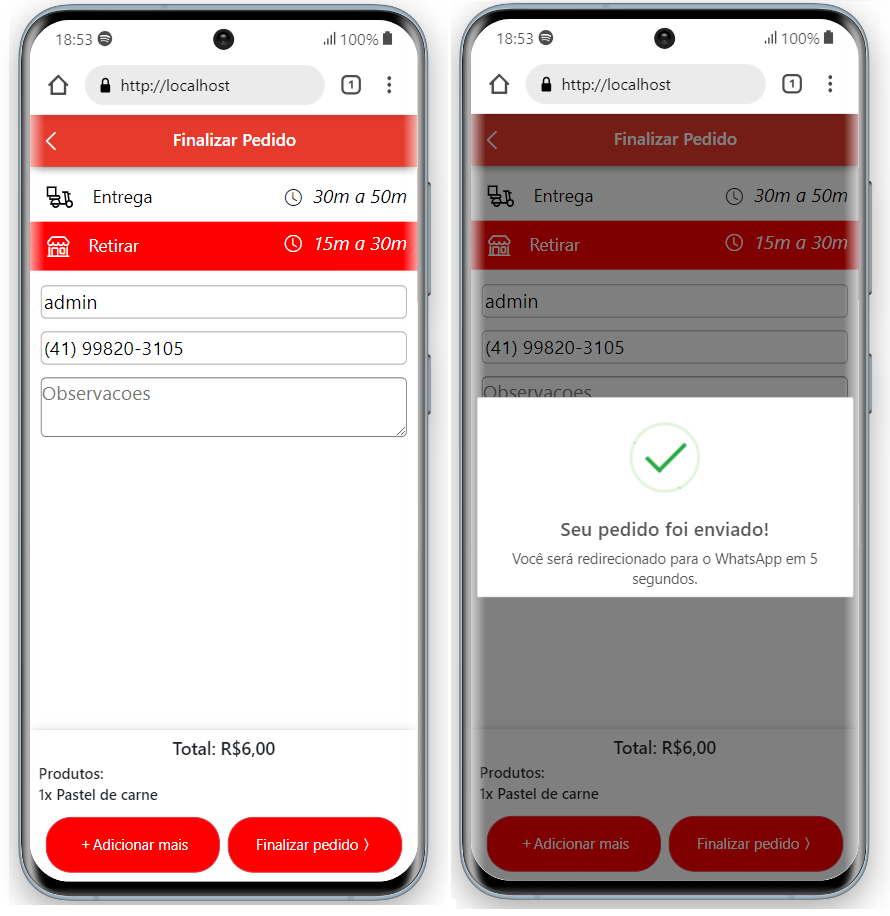 18:53 100%
1
http://localhost
Finalizar Pedido
Entrega 30m a 50m
Retirar 15m a 30m
admin
(41) 99820-3105
Observacoes
Total: R$6,00
Produtos:
1x Pastel de carne
+ Adicionar mais Finalizar pedido 〉
18:53 100%
http://localhost 1
Finalizar Pedido
Entrega 30m a 50m
Retirar 15m a 30m
admin
(41) 99820-3105
Observacoes
Seu pedido foi enviado!
Você será redirecionado para o WhatsApp em 5
segundos.
Total: R$6,00
Produtos:
1x Pastel de carne
+ Adicionar mais Finalizar pedido 〉